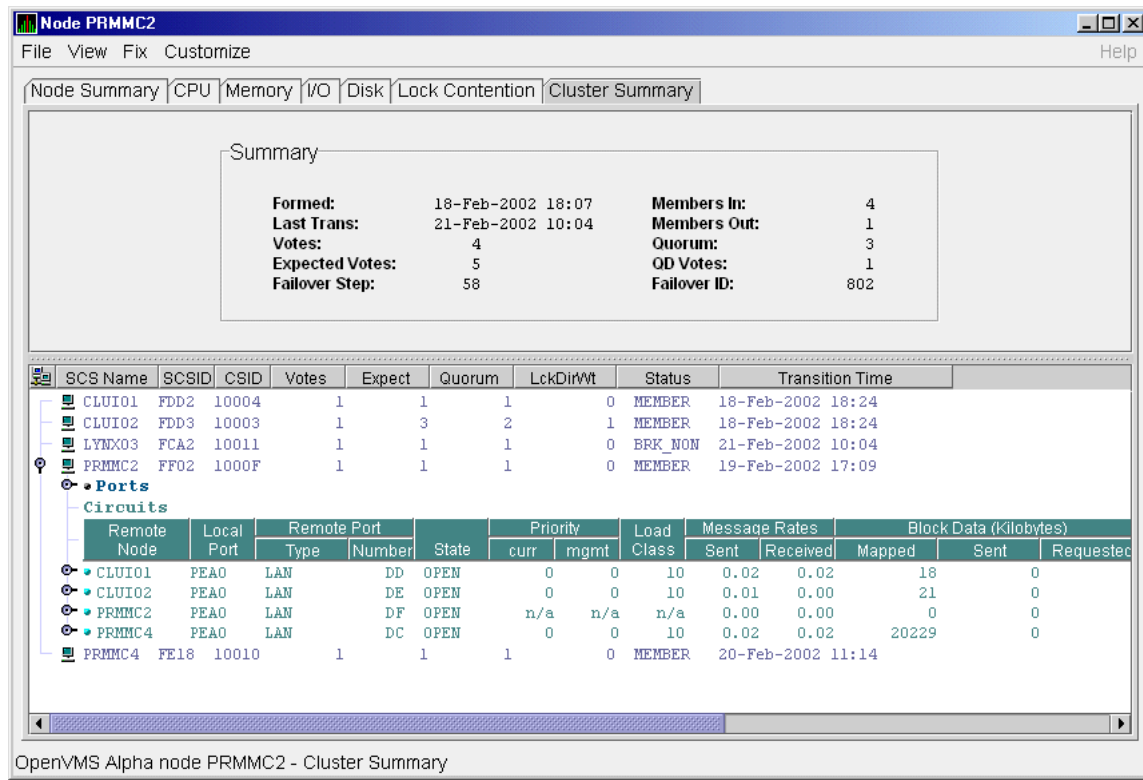 Node PRMMC2
File View Fix Customize Help
Node Summary CPU Memory I/O Disk Lock Contention Cluster Summary
Summary
Formed: 18-Feb-2002 18:07 Members In: 4
Last Trans: 21-Feb-2002 10:04 Members Out: 1
Votes: 4 Quorum: 3
Expected Votes: 5 QD Votes: 1
Failover Step: 58 Failover ID: 802
SCS Name SCSID CSID Votes Expect Quorum LckDirWt Status Transition Time
CLUI01 FDD2 10004 1 1 1 0 MEMBER 18-Feb-2002 18:24
CLUI02 FDD3 10003 1 3 2 1 MEMBER 18-Feb-2002 18:24
LYNX03 FCA2 10011 1 1 1 0 BRK_NON 21-Feb-2002 10:04
PRMMC2 FF02 1000F 1 1 1 0 MEMBER 19-Feb-2002 17:09
Ports
Circuits
Remote Local Remote Port Priority Load Message Rates Block Data (Kilobytes)
Node Port Type Number State curr mgmt Class Sent Received Mapped Sent Requested
CLUI01 PEA0 LAN DD OPEN 0 0 10 0.02 0.02 18 0
CLUI02 PEA0 LAN DE OPEN 0 0 10 0.01 0.00 21 0
PRMMC2 PEA0 LAN DF OPEN n/a n/a n/a 0.00 0.00 0 0
PRMMC4 PEA0 LAN DC OPEN 0 0 10 0.02 0.02 20229 0
PRMMC4 FE18 10010 1 1 1 0 MEMBER 20-Feb-2002 11:14
OpenVMS Alpha node PRMMC2 - Cluster Summary